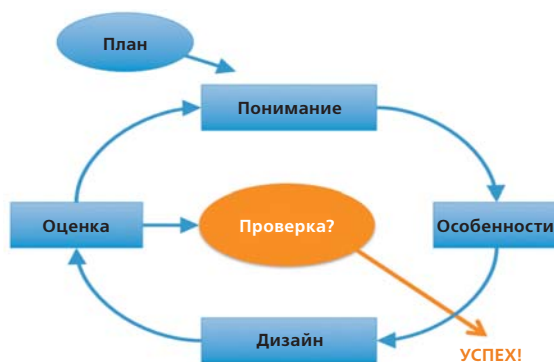 План
Понимание
Оценка
Проверка?
Особенности
Дизайн
УСПЕХ!